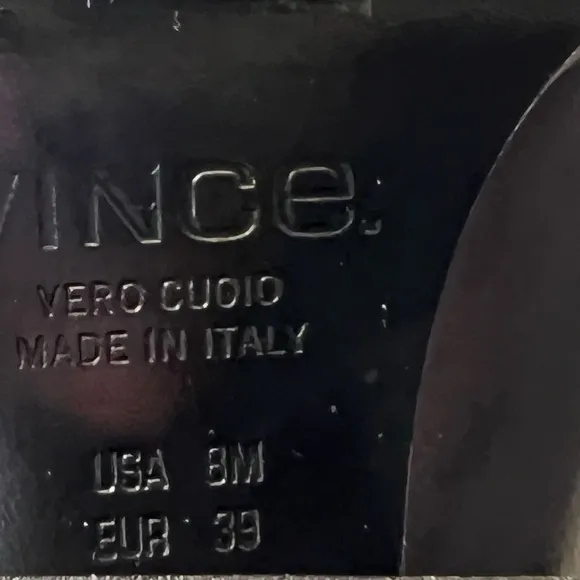 VINCE.
VERO CUOIO
MADE IN ITALY
USA 8M
EUR 39